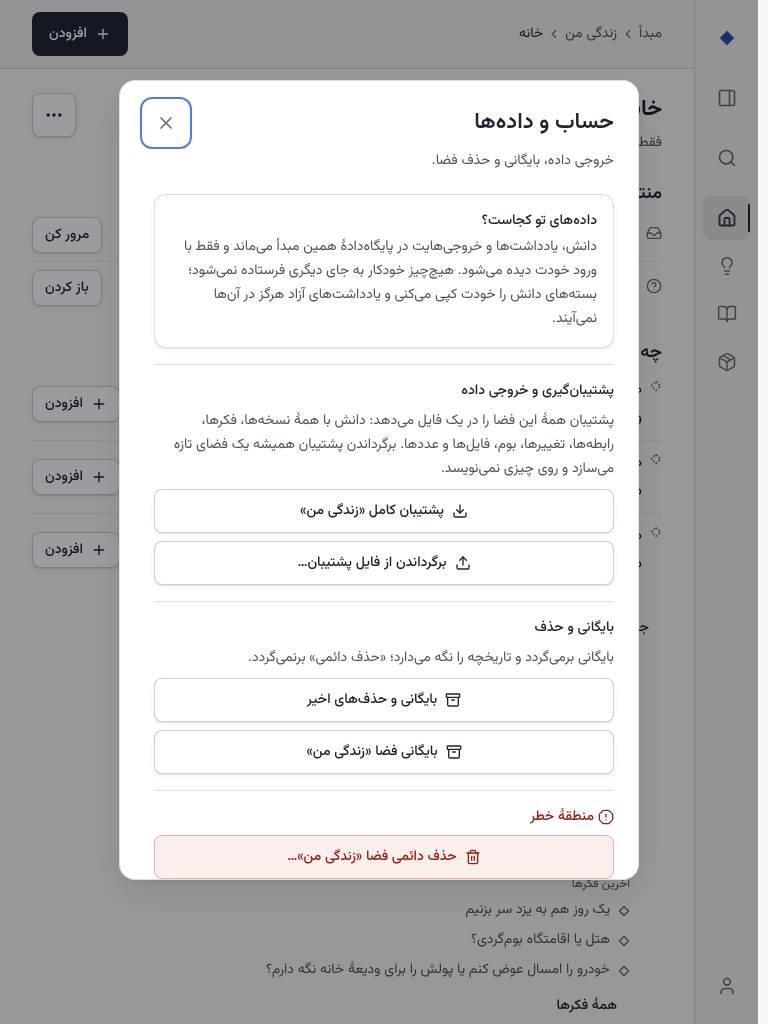 مبدأ › زندگی من › خانه
افزودن
حساب و داده‌ها
خروجی داده، بایگانی و حذف فضا.
داده‌های تو کجاست؟
دانش، یادداشت‌ها و خروجی‌هایت در پایگاه‌دادهٔ همین مبدأ می‌ماند و فقط با
ورود خودت دیده می‌شود. هیچ‌چیز خودکار به جای دیگری فرستاده نمی‌شود؛
بسته‌های دانش را خودت کپی می‌کنی و یادداشت‌های آزاد هرگز در آن‌ها
نمی‌آیند.
پشتیبان‌گیری و خروجی داده
پشتیبان همهٔ این فضا را در یک فایل می‌دهد: دانش با همهٔ نسخه‌ها، فکرها،
رابطه‌ها، تغییرها، بوم، فایل‌ها و عددها. برگرداندن پشتیبان همیشه یک فضای تازه
می‌سازد و روی چیزی نمی‌نویسد.
پشتیبان کامل «زندگی من»
برگرداندن از فایل پشتیبان…
بایگانی و حذف
بایگانی برمی‌گردد و تاریخچه را نگه می‌دارد؛ «حذف دائمی» برنمی‌گردد.
بایگانی و حذف‌های اخیر
بایگانی فضا «زندگی من»
منطقهٔ خطر
حذف دائمی فضا «زندگی من»…
فقط
مرور کن
باز کردن
چه
افزودن
افزودن
افزودن
آخرین فکرها
یک روز هم به یزد سر بزنیم
هتل یا اقامتگاه بوم‌گردی؟
خودرو را امسال عوض کنم یا پولش را برای ودیعهٔ خانه نگه دارم؟
همهٔ فکرها